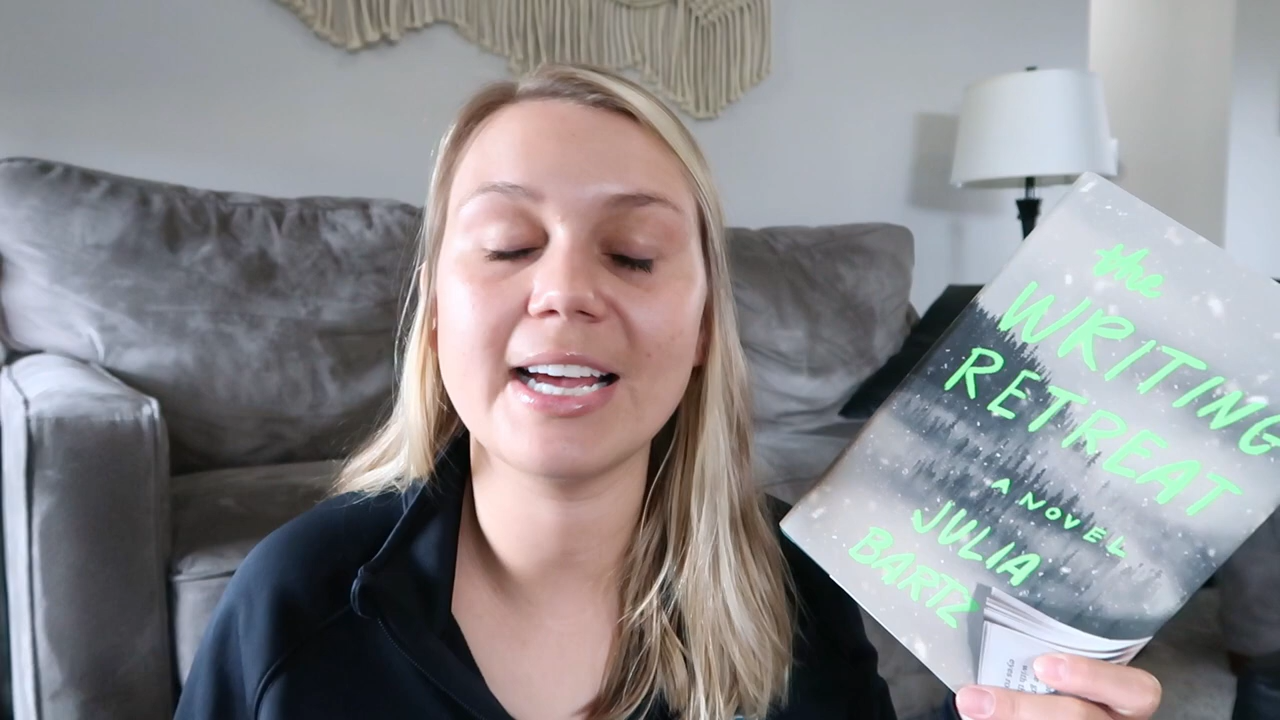 the
WRITING
RETREAT
A NOVEL
JULIA
BARTZ